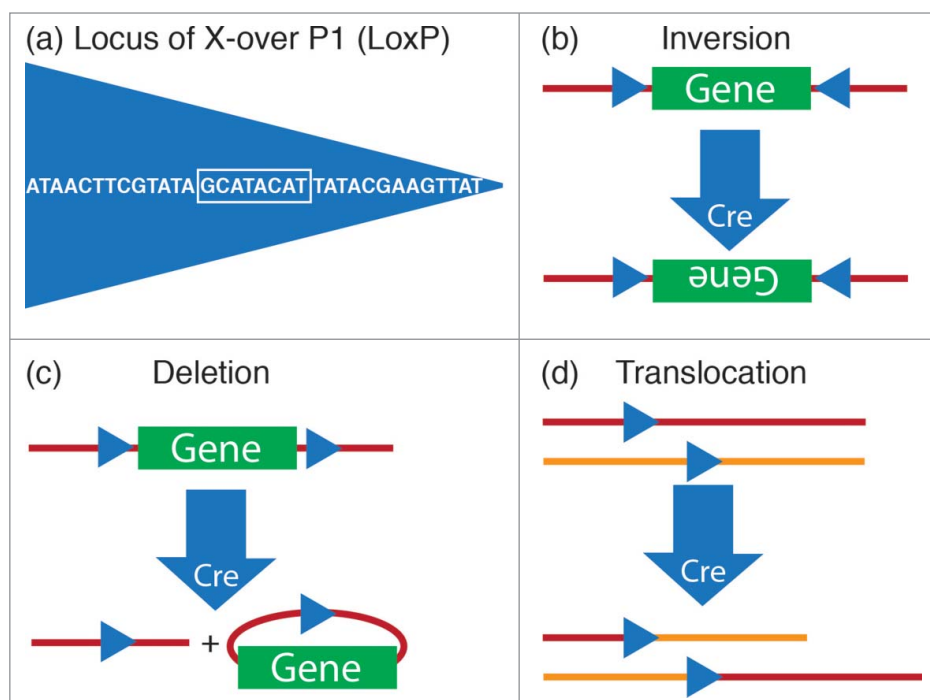 (a) Locus of X-over P1 (LoxP)
ATAACTTCGTATA GCATACAT TATACGAAGTTAT
(b) Inversion
Gene
Cre
Gene
(c) Deletion
Gene
Cre
+
Gene
(d) Translocation
Cre